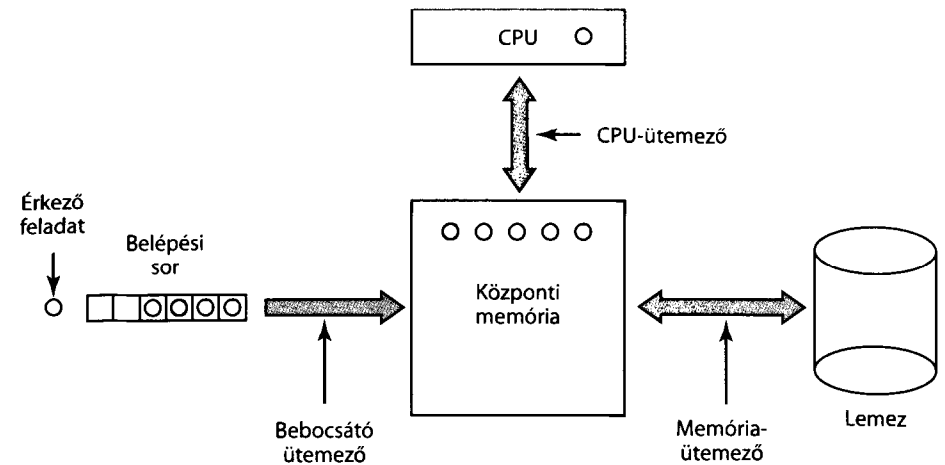 CPU
CPU-ütemező
Érkező
feladat
Belépési
sor
Központi
memória
Bebocsátó
ütemező
Memória-
ütemező
Lemez